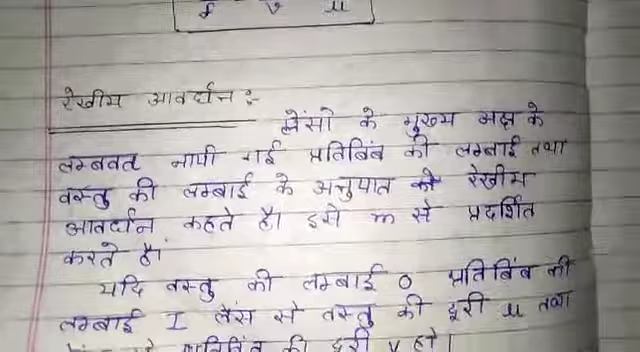 f v u
रेखीय आवर्धन :-
लेंसो के मुख्य अक्ष के
लम्बवत नापी गई प्रतिबिंब की लम्बाई तथा
वस्तु की लम्बाई के अनुपात को रेखीय
आवर्धन कहते है। इसे m से प्रदर्शित
करते है।
यदि वस्तु की लम्बाई O प्रतिबिंब की
लम्बाई I लेंस से वस्तु की दूरी u तथा
प्रतिबिंब की दूरी v हो।